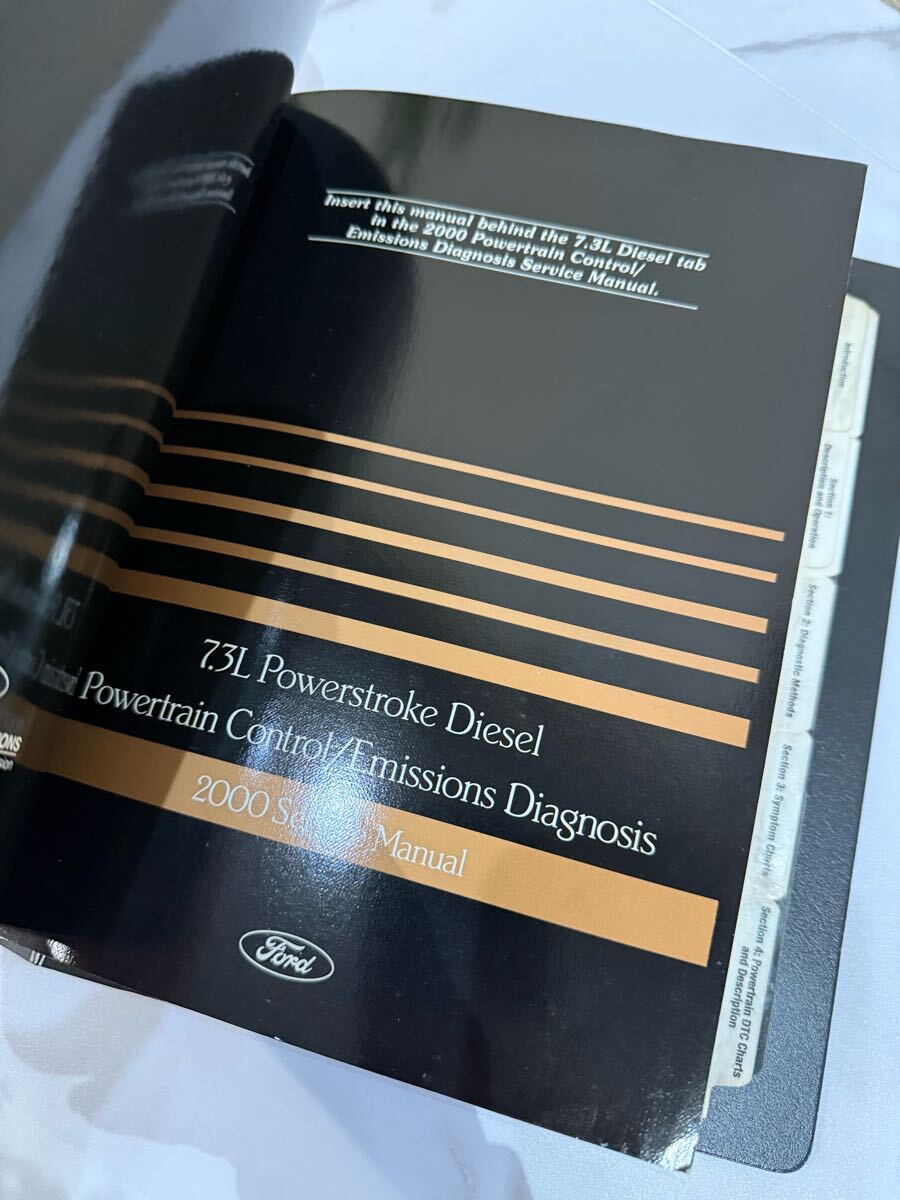 Insert this manual behind the 7.3L Diesel tab
in the 2000 Powertrain Control/
Emissions Diagnosis Service Manual.
7.3L Powerstroke Diesel
Powertrain Control/Emissions Diagnosis
2000 Manual
Ford
Introduction
Section 1:
Description and Operation
Section 2: Diagnostic Methods
Section 3: Symptom Charts
Section 4: Powertrain DTC Charts
and Description